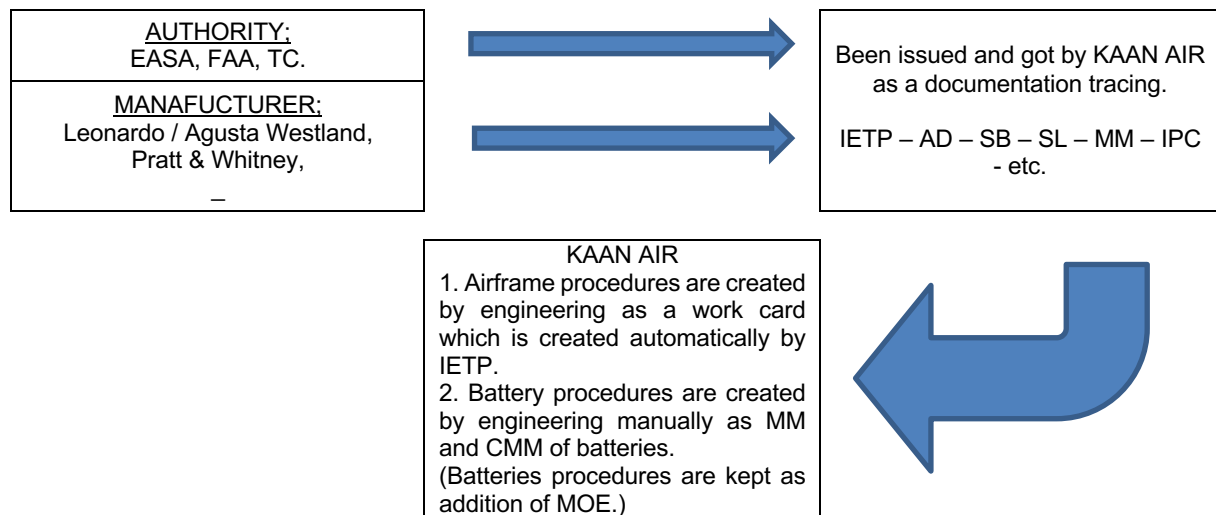 AUTHORITY;
EASA, FAA, TC.
MANAFUCTURER;
Leonardo / Agusta Westland,
Pratt & Whitney,
_
Been issued and got by KAAN AIR
as a documentation tracing.
IETP – AD – SB – SL – MM – IPC
- etc.
KAAN AIR
1. Airframe procedures are created
by engineering as a work card
which is created automatically by
IETP.
2. Battery procedures are created
by engineering manually as MM
and CMM of batteries.
(Batteries procedures are kept as
addition of MOE.)